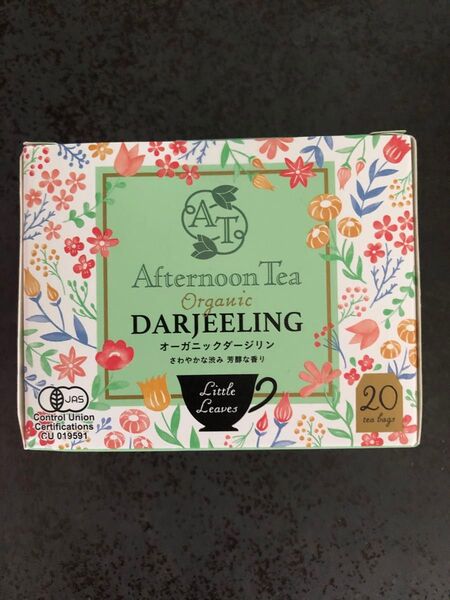 AT
Afternoon Tea
Organic
DARJEELING
オーガニックダージリン
さわやかな渋み 芳醇な香り
Little
Leaves
20
tea bags
JAS
Control Union
Certifications
CU 019591